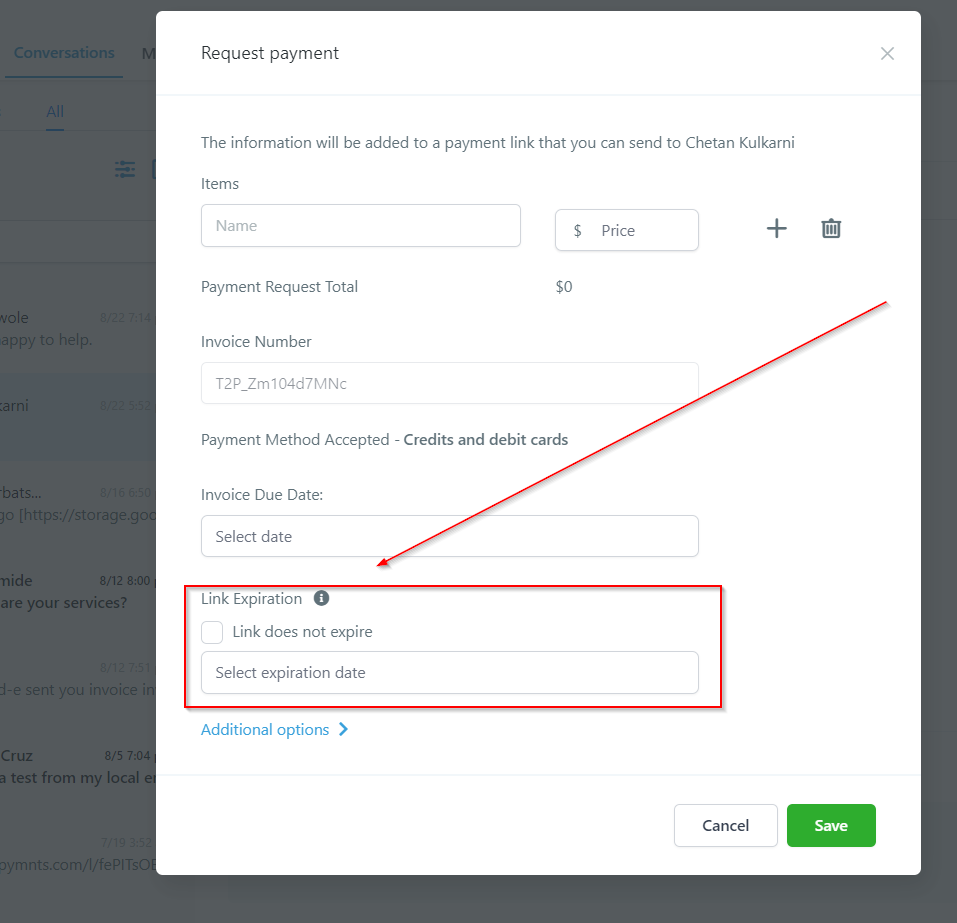 Conversations
M
All
Request payment
The information will be added to a payment link that you can send to Chetan Kulkarni
Items
Name
$ Price
Payment Request Total $0
Invoice Number
T2P_Zm104d7MNc
Payment Method Accepted - Credits and debit cards
Invoice Due Date:
Select date
Link Expiration
Link does not expire
Select expiration date
Additional options
Cancel Save
wole 8/22 7:14
appy to help.
karni 8/22 5:52
rbats... 8/16 6:50
go [https://storage.goo
mide 8/12 8:00
are your services?
8/12 7:51
d-e sent you invoice in
Cruz 8/5 7:04
a test from my local e
7/19 3:52
pymnts.com/l/fePITsOE